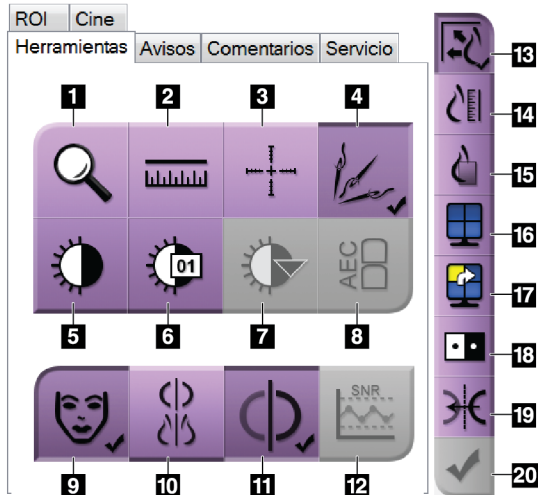 ROI Cine
Herramientas Avisos Comentarios Servicio
1 2 3 4
01
AEC
5 6 7 8
SNR
9 10 11 12
13
14
15
16
17
18
19
20